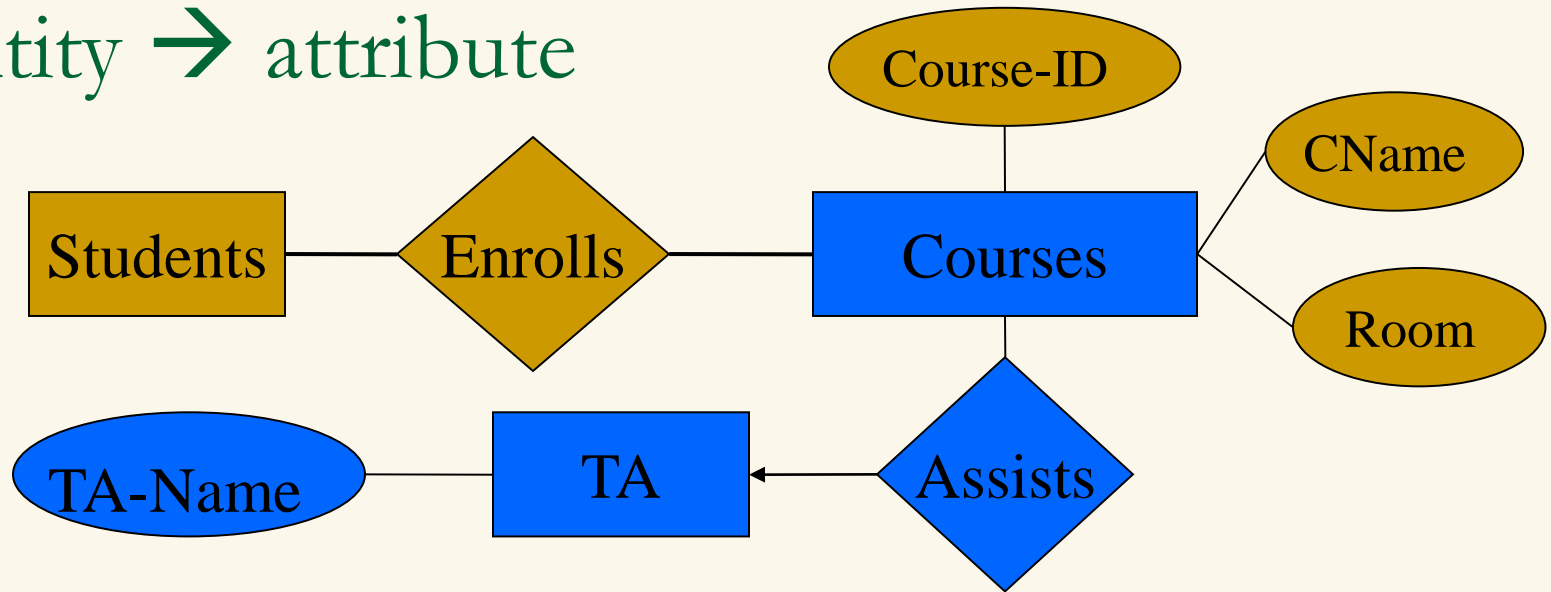 tity → attribute
Course-ID
CName
Students
Enrolls
Courses
Room
TA-Name
TA
Assists